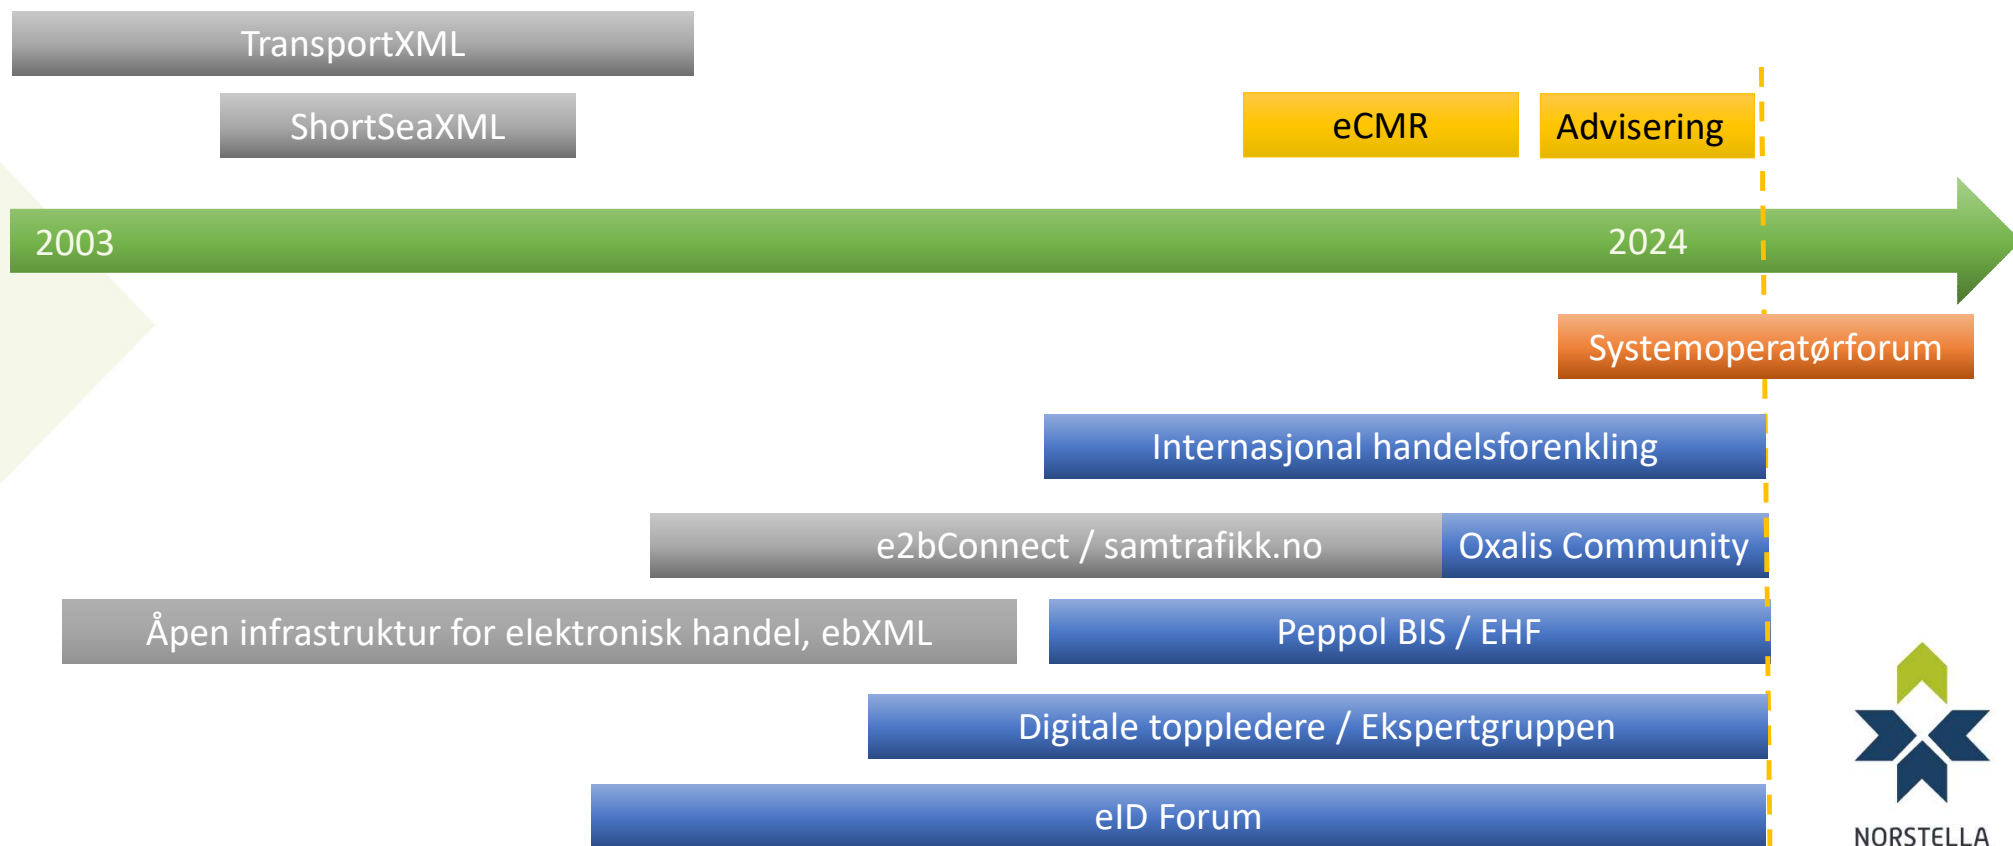 TransportXML
ShortSeaXML
eCMR
Advisering
2003
2024
Systemoperatørforum
Internasjonal handelsforenkling
e2bConnect / samtrafikk.no
Oxalis Community
Åpen infrastruktur for elektronisk handel, ebXML
Peppol BIS / EHF
Digitale toppledere / Ekspertgruppen
eID Forum
NORSTELLA